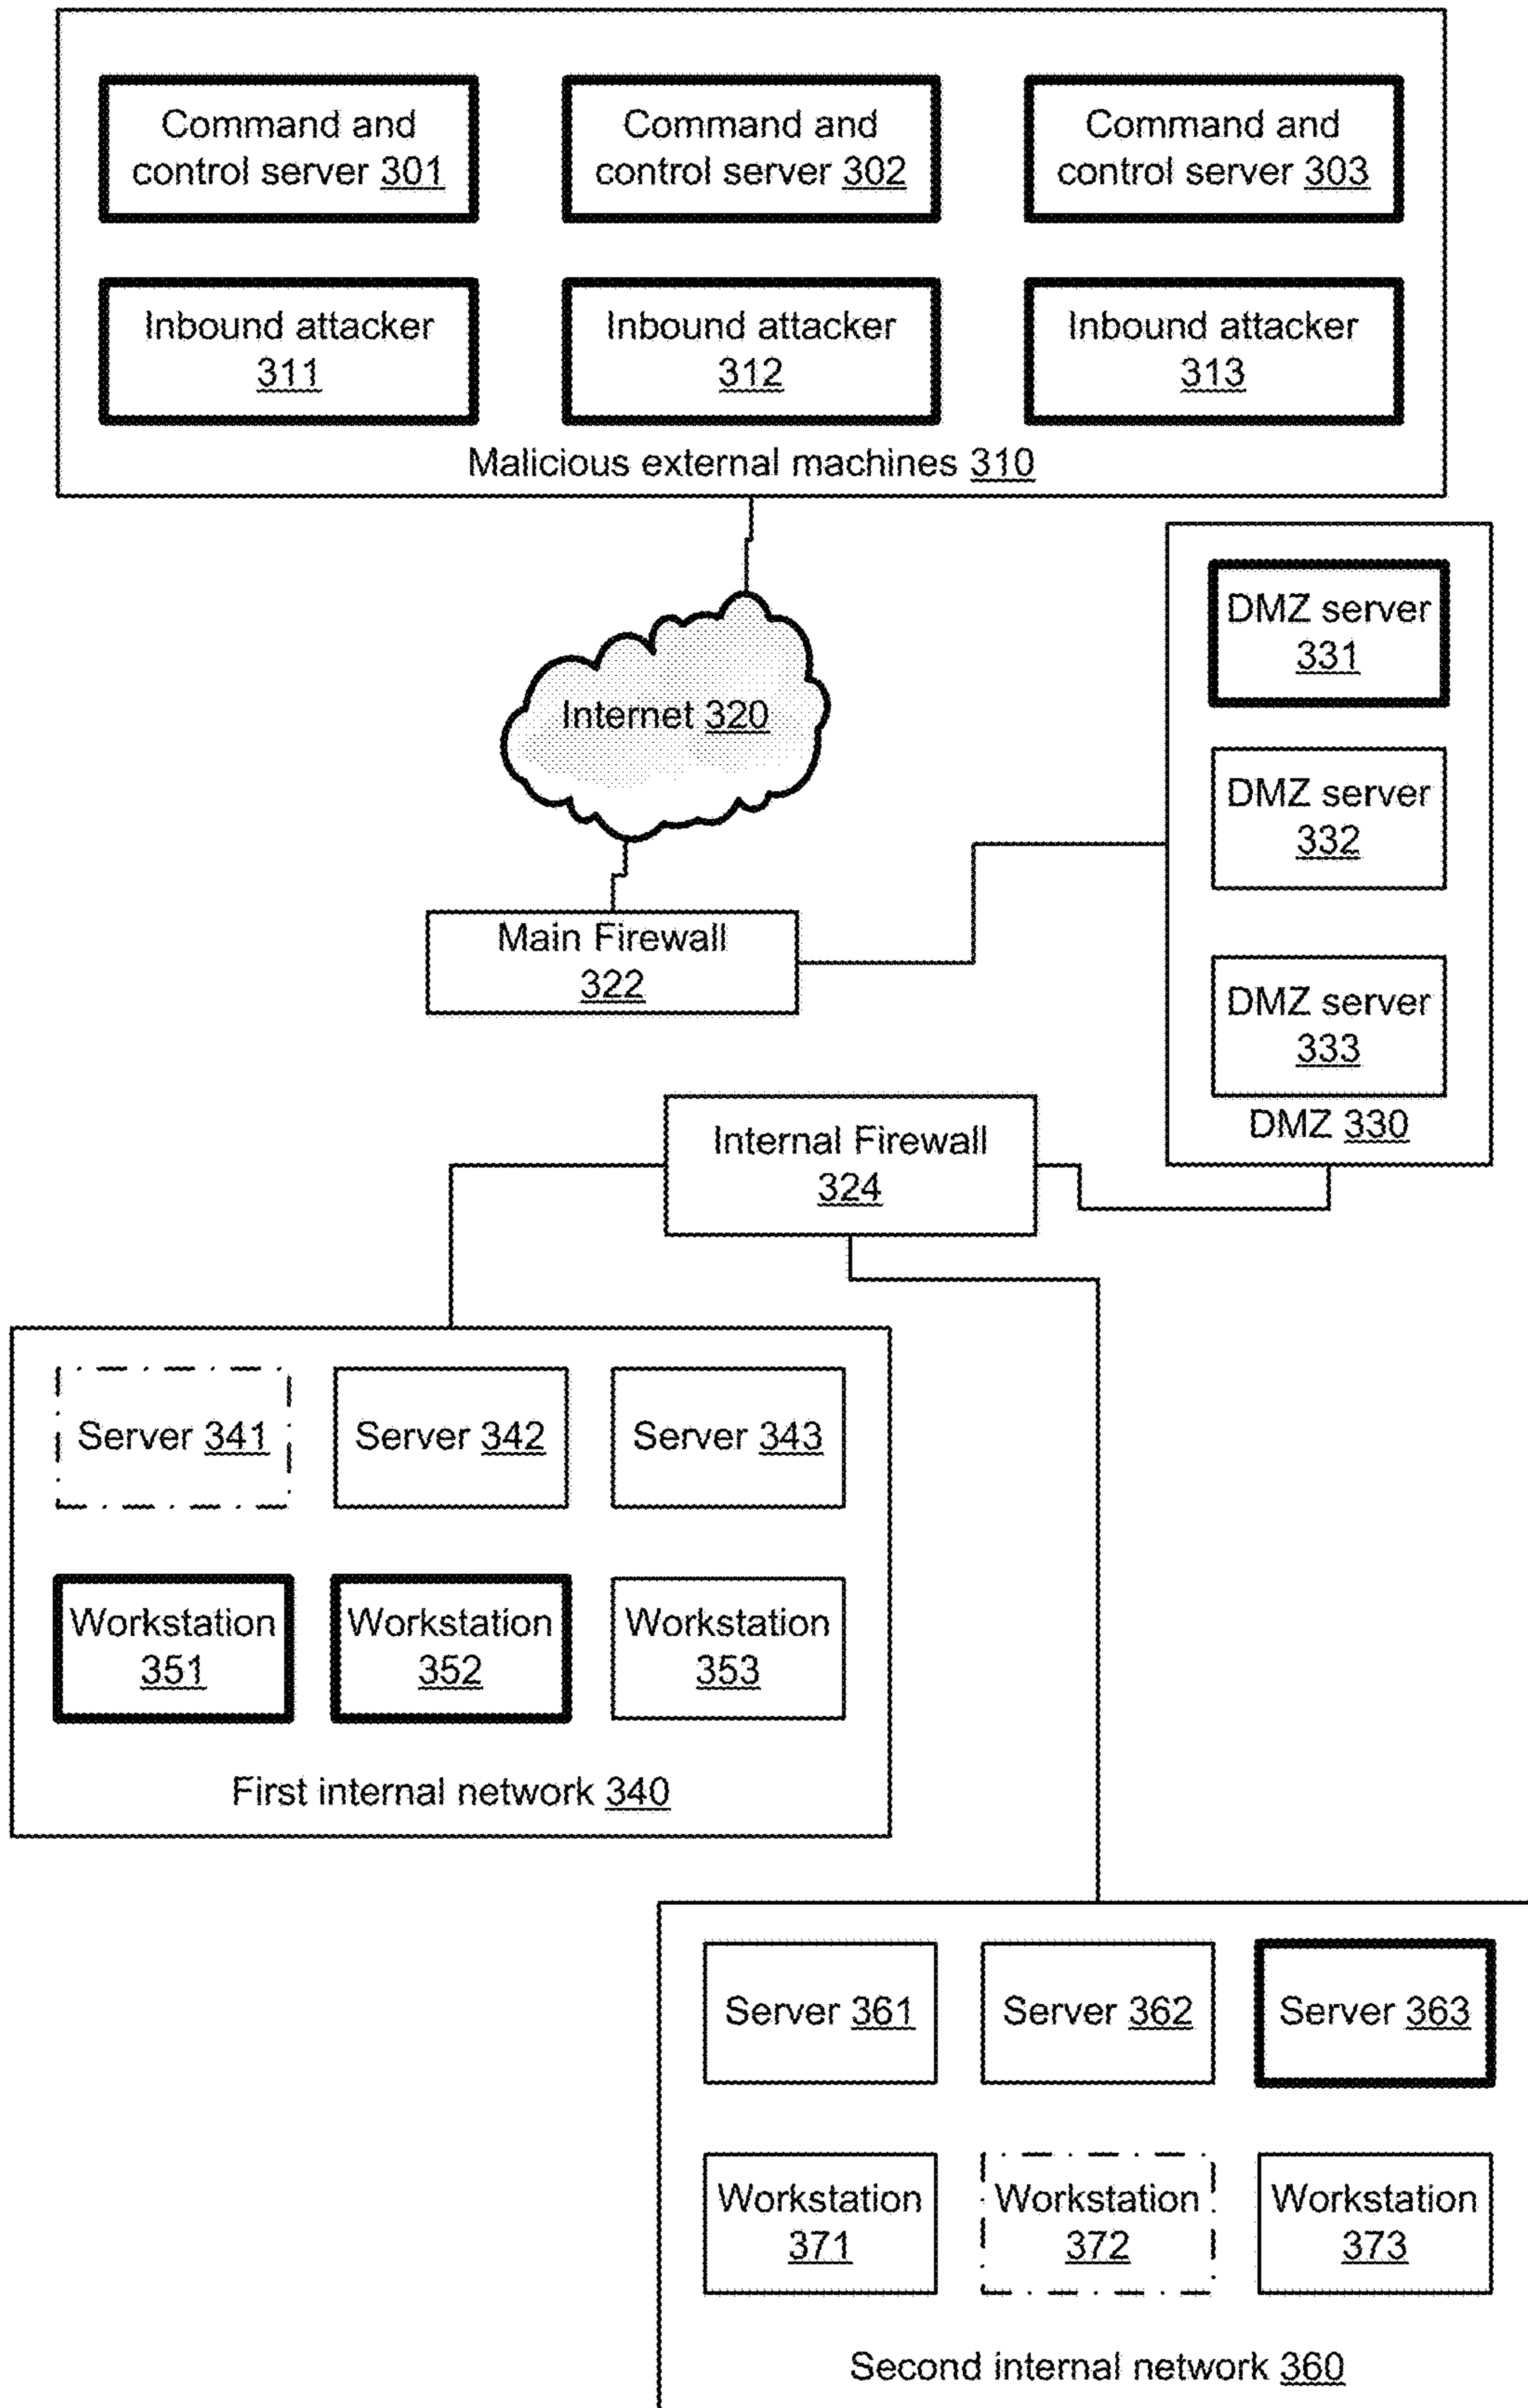 Command and
control server 301
Command and
control server 302
Command and
control server 303
Inbound attacker
311
Inbound attacker
312
Inbound attacker
313
Malicious external machines 310
Internet 320
DMZ server
331
DMZ server
332
DMZ server
333
DMZ 330
Main Firewall
322
Internal Firewall
324
Server 341
Server 342
Server 343
Workstation
351
Workstation
352
Workstation
353
First internal network 340
Server 361
Server 362
Server 363
Workstation
371
Workstation
372
Workstation
373
Second internal network 360